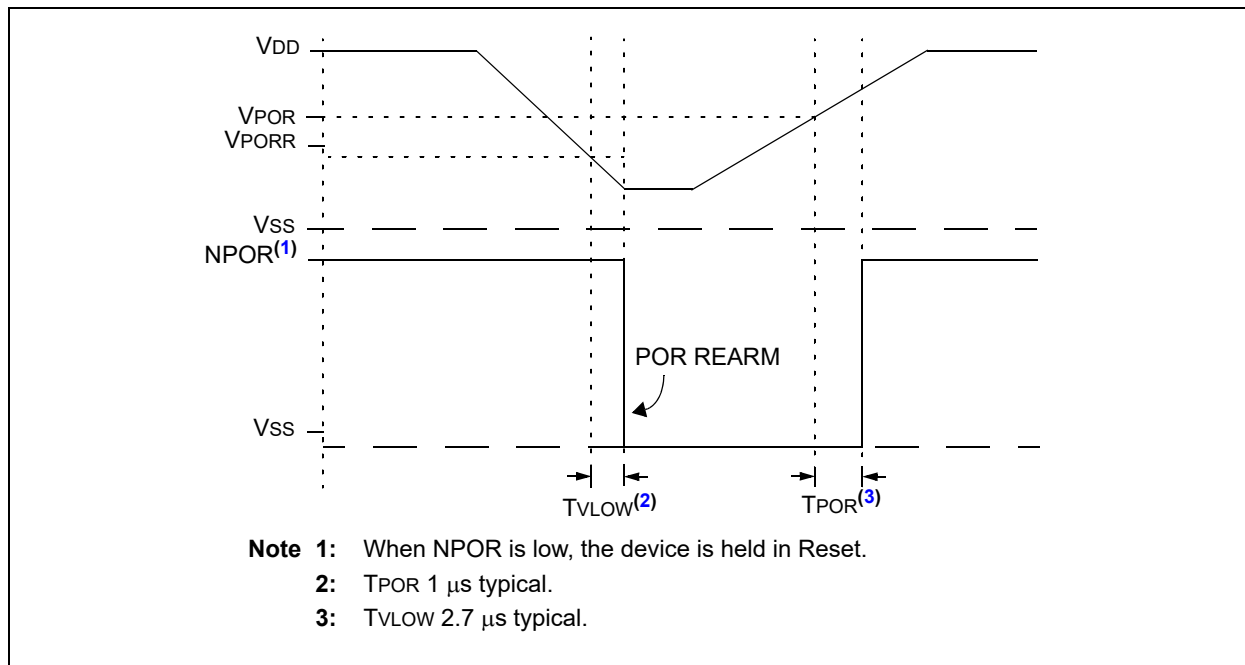 VDD
VPOR
VPORR
VSS
NPOR(1)
POR REARM
VSS
TVLOW(2)
TPOR(3)
Note 1: When NPOR is low, the device is held in Reset.
2: TPOR 1 μs typical.
3: TVLOW 2.7 μs typical.